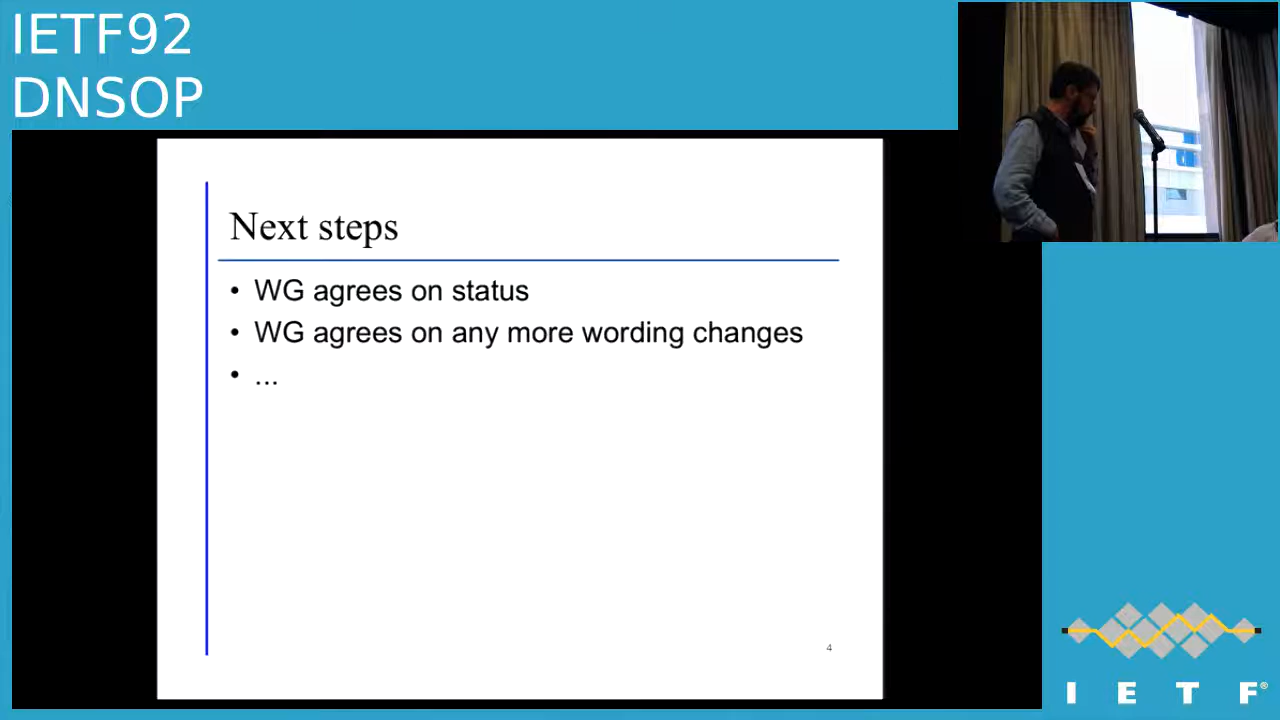 IETF92
DNSOP
Next steps
• WG agrees on status
• WG agrees on any more wording changes
• ...
4
I E T F®